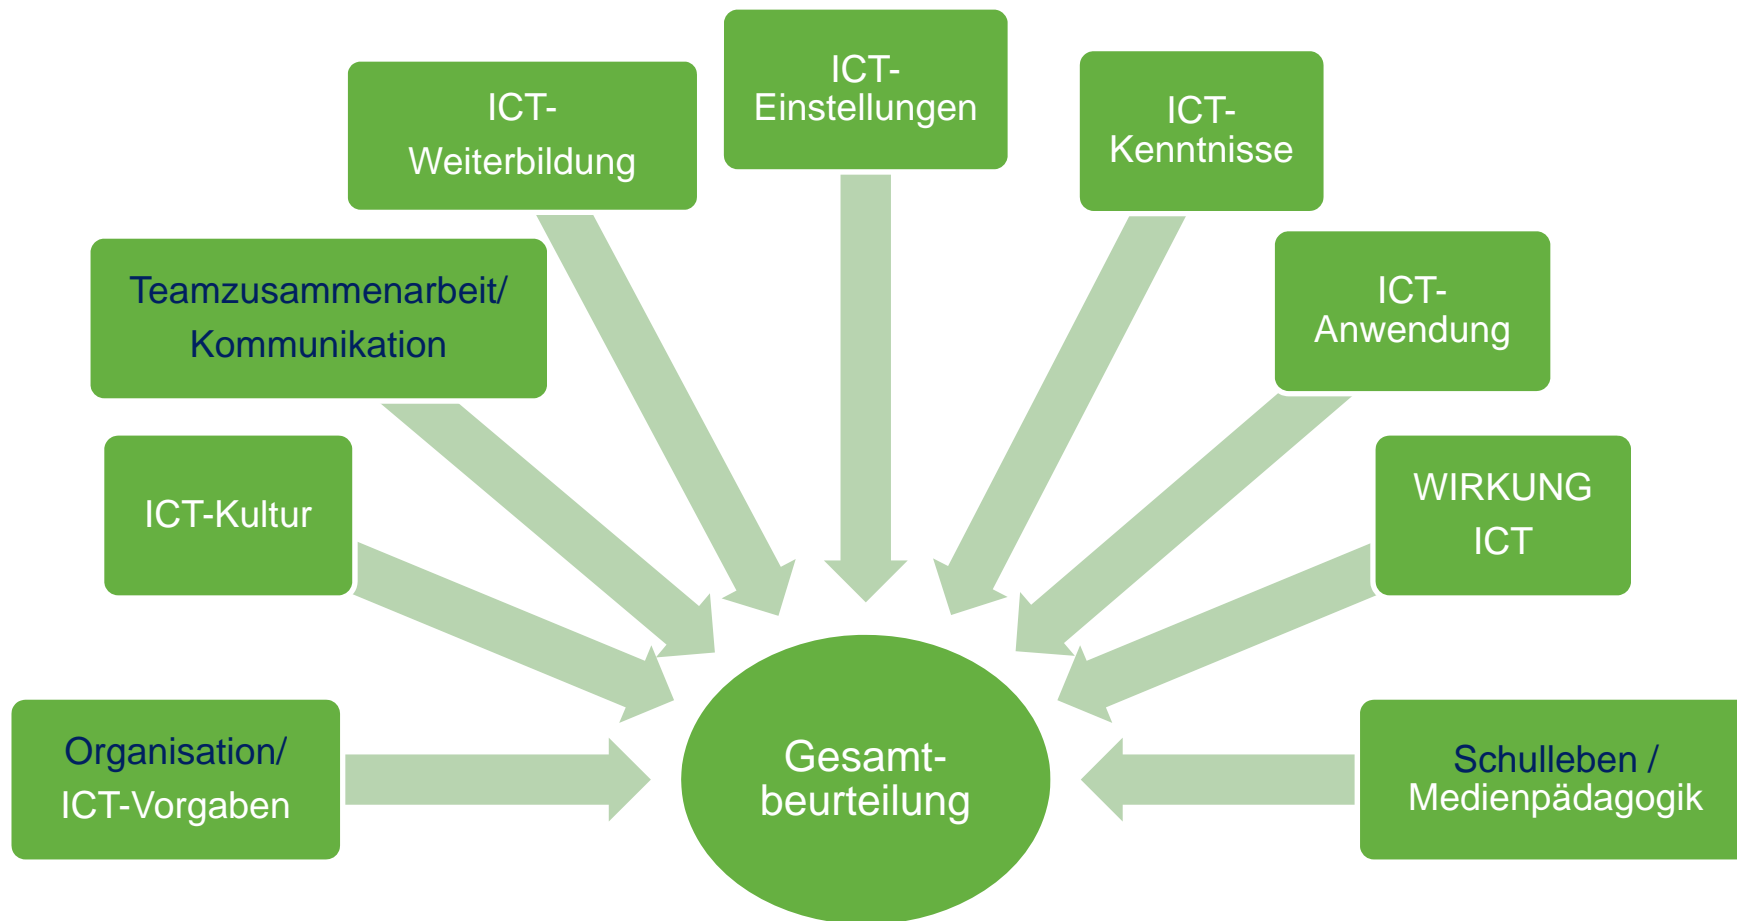 ICT-
Einstellungen
ICT-
Weiterbildung
ICT-
Kenntnisse
Teamzusammenarbeit/
Kommunikation
ICT-
Anwendung
ICT-Kultur
WIRKUNG
ICT
Organisation/
ICT-Vorgaben
Gesamt-
beurteilung
Schulleben /
Medienpädagogik